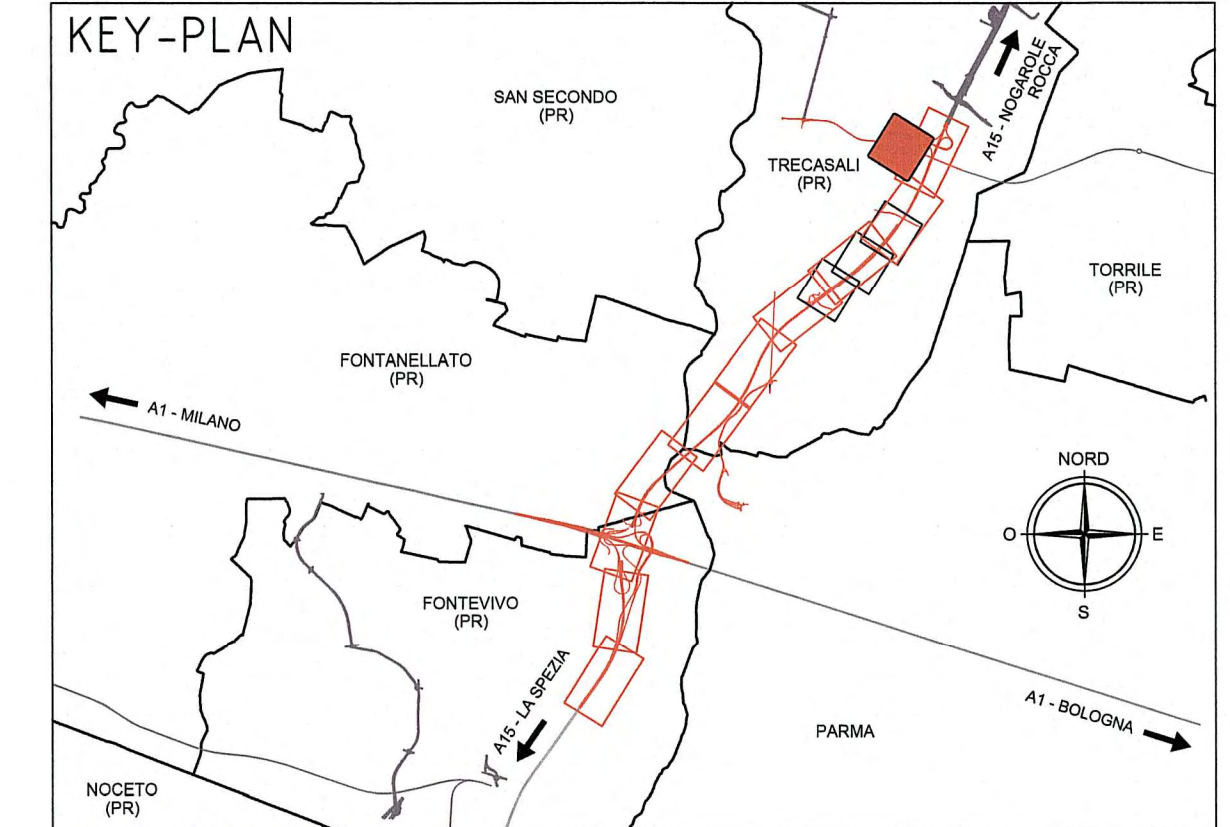 KEY-PLAN
SAN SECONDO
(PR)
A15 - NOGAROLE
ROCCA
TRECASALI
(PR)
TORRILE
(PR)
FONTANELLATO
(PR)
A1 - MILANO
NORD
O
E
S
FONTEVIVO
(PR)
A15 - LA SPEZIA
A1 - BOLOGNA
PARMA
NOCETO
(PR)